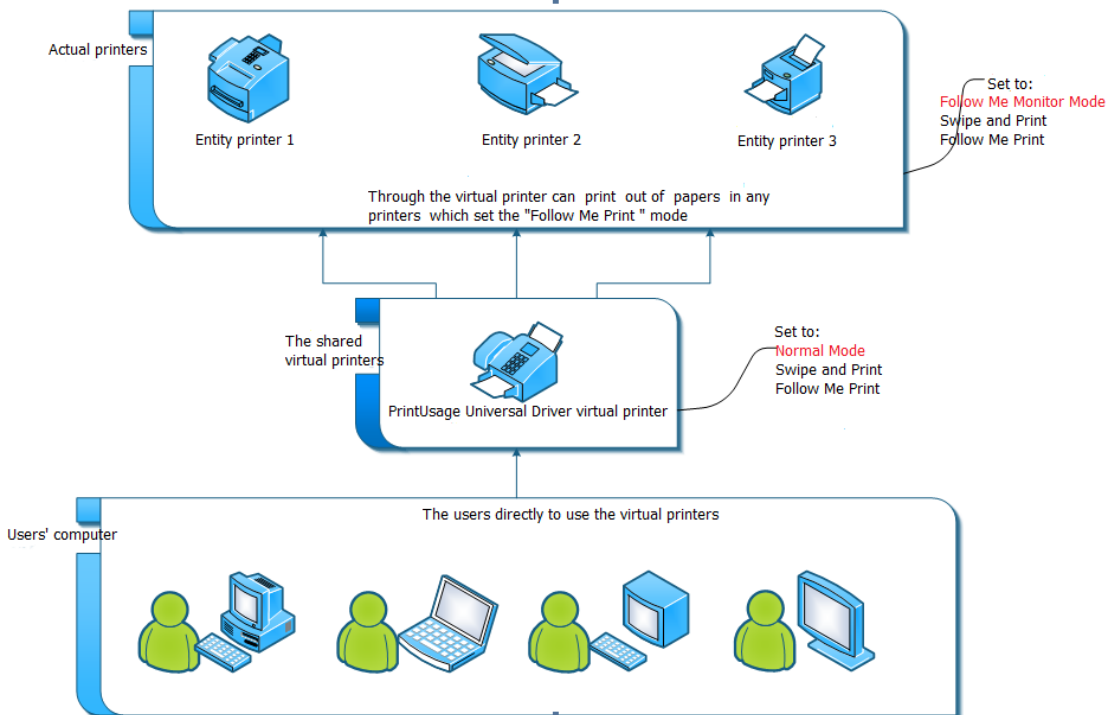 Actual printers
Entity printer 1
Entity printer 2
Entity printer 3
Through the virtual printer can print out of papers in any
printers which set the "Follow Me Print " mode
Set to:
Follow Me Monitor Mode
Swipe and Print
Follow Me Print
The shared
virtual printers
PrintUsage Universal Driver virtual printer
Set to:
Normal Mode
Swipe and Print
Follow Me Print
Users' computer
The users directly to use the virtual printers